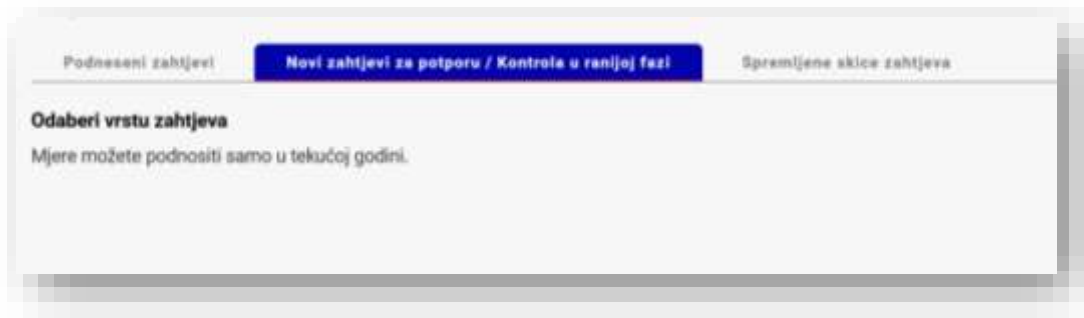 Podneseni zahtjevi
Novi zahtjevi za potporu / Kontrola u ranijoj fazi
Spremljene skice zahtjeva
Odaberi vrstu zahtjeva
Mjere možete podnositi samo u tekućoj godini.